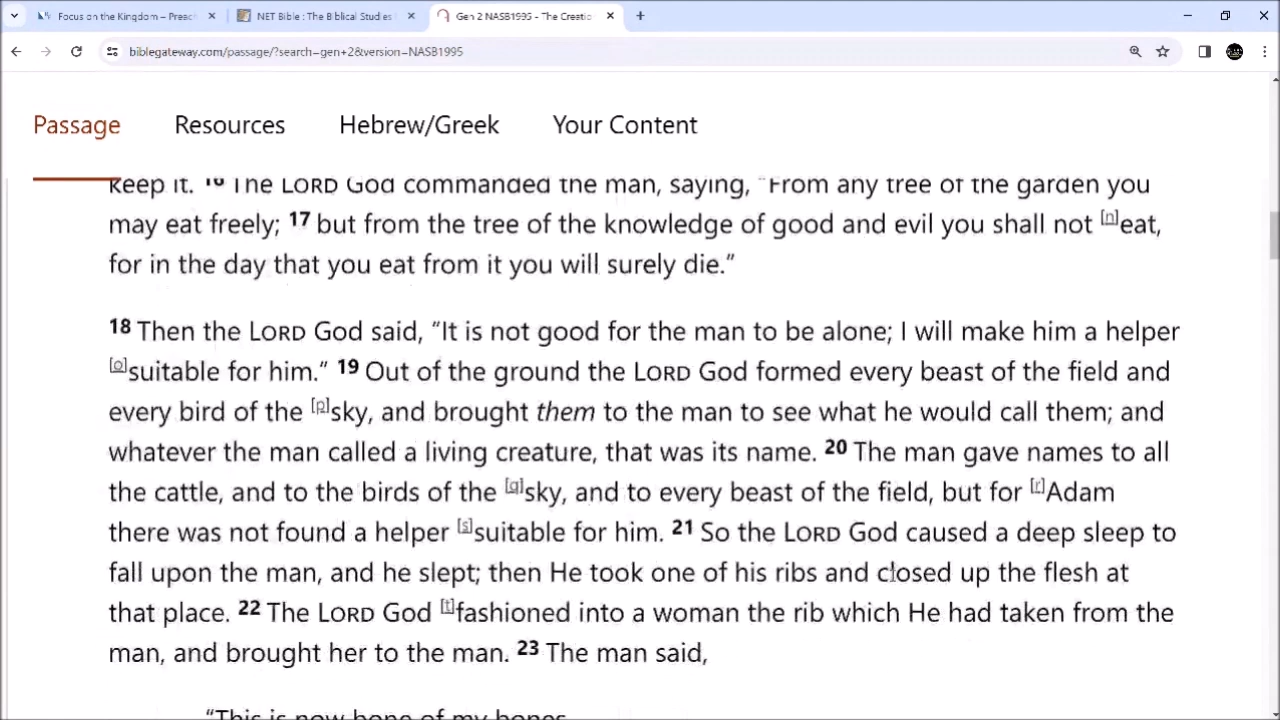 Focus on the Kingdom – Preach
NET Bible : The Biblical Studies
Gen 2 NASB1995 - The Creatio
biblegateway.com/passage/?search=gen+2&version=NASB1995
Passage Resources Hebrew/Greek Your Content
keep it. 16 The LORD God commanded the man, saying, “From any tree of the garden you
may eat freely; 17 but from the tree of the knowledge of good and evil you shall not [n]eat,
for in the day that you eat from it you will surely die.”
18 Then the LORD God said, “It is not good for the man to be alone; I will make him a helper
[o]suitable for him.” 19 Out of the ground the LORD God formed every beast of the field and
every bird of the [p]sky, and brought them to the man to see what he would call them; and
whatever the man called a living creature, that was its name. 20 The man gave names to all
the cattle, and to the birds of the [q]sky, and to every beast of the field, but for [r]Adam
there was not found a helper [s]suitable for him. 21 So the LORD God caused a deep sleep to
fall upon the man, and he slept; then He took one of his ribs and closed up the flesh at
that place. 22 The LORD God [t]fashioned into a woman the rib which He had taken from the
man, and brought her to the man. 23 The man said,
“This is now bone of my bones,